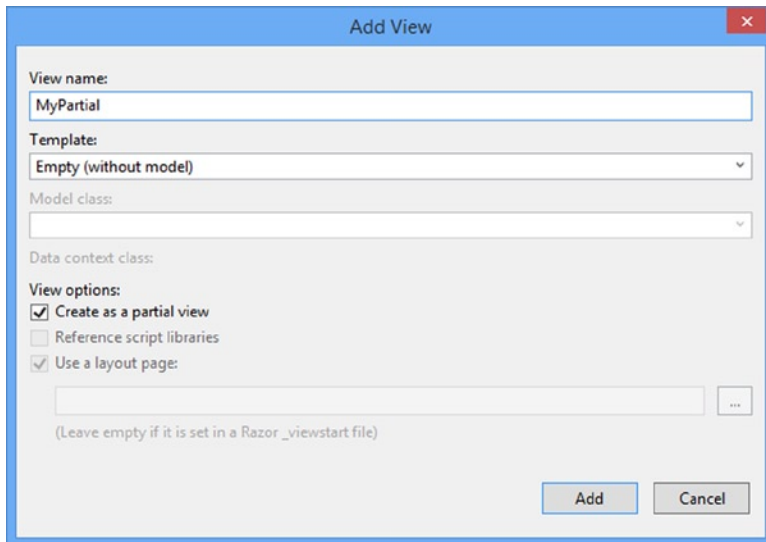 Add View
View name:
MyPartial
Template:
Empty (without model)
Model class:
Data context class:
View options:
Create as a partial view
Reference script libraries
Use a layout page:
...
(Leave empty if it is set in a Razor _viewstart file)
Add Cancel